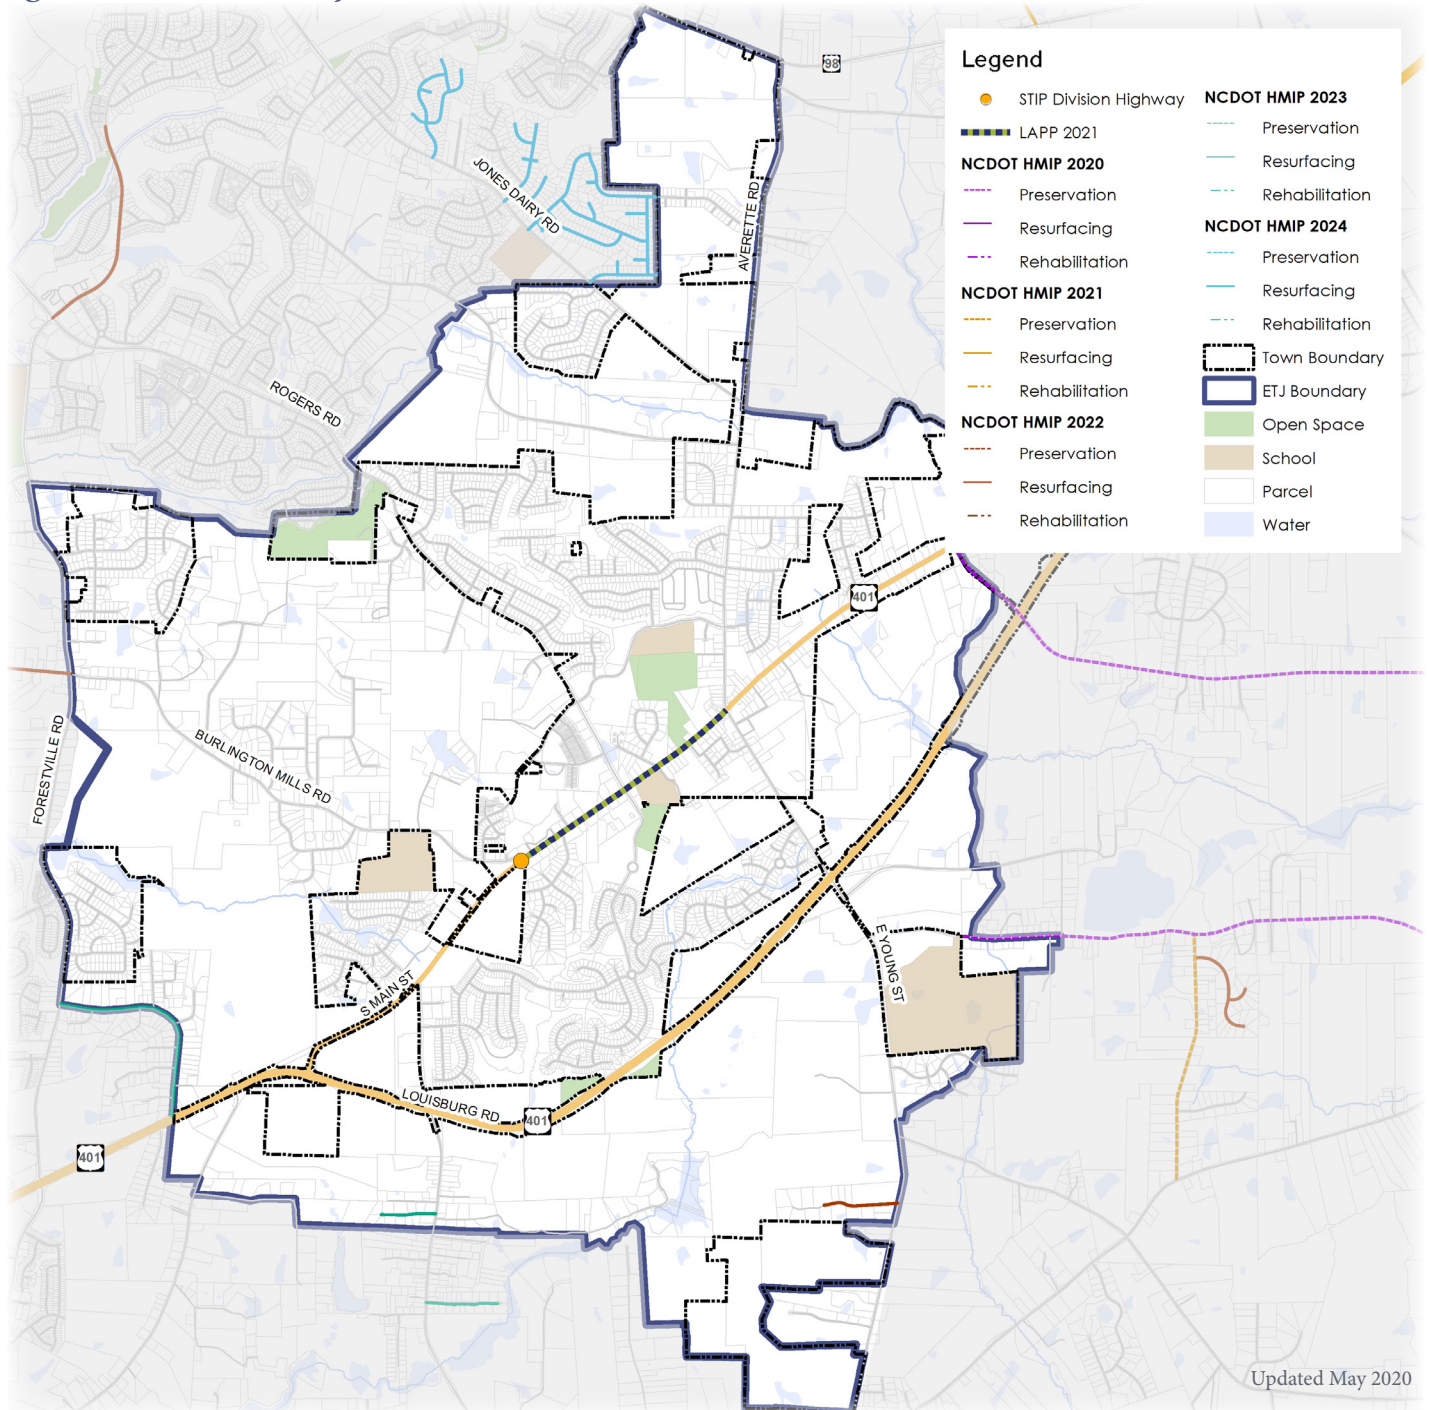 98
Legend
STIP Division Highway
LAPP 2021
NCDOT HMIP 2020
Preservation
Resurfacing
Rehabilitation
NCDOT HMIP 2021
Preservation
Resurfacing
Rehabilitation
NCDOT HMIP 2022
Preservation
Resurfacing
Rehabilitation
NCDOT HMIP 2023
Preservation
Resurfacing
Rehabilitation
NCDOT HMIP 2024
Preservation
Resurfacing
Rehabilitation
Town Boundary
ETJ Boundary
Open Space
School
Parcel
Water
JONES DAIRY RD
AVERETTE RD
ROGERS RD
401
FORESTVILLE RD
BURLINGTON MILLS RD
E YOUNG ST
S MAIN ST
LOUISBURG RD
401
401
Updated May 2020